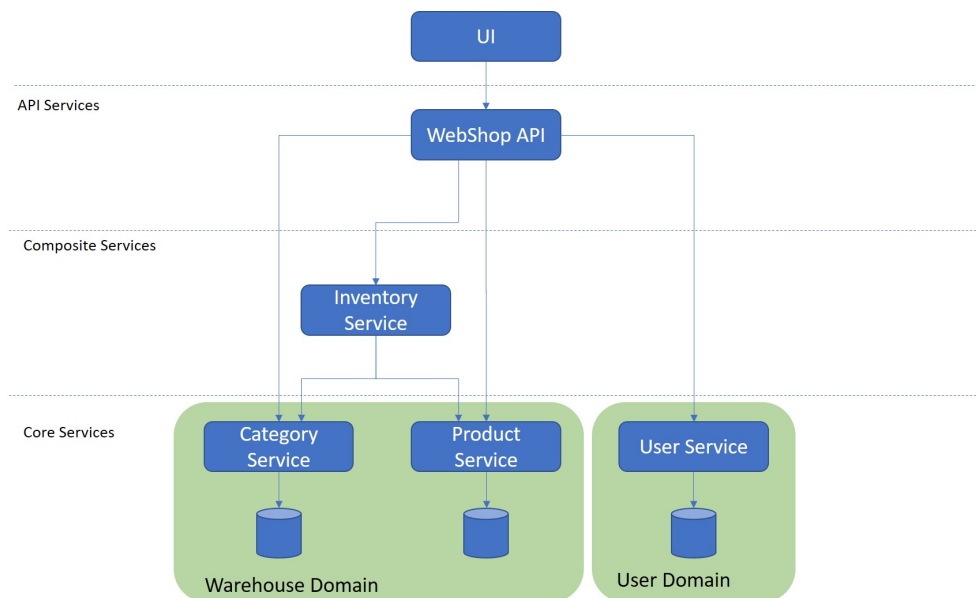 UI
API Services
WebShop API
Composite Services
Inventory
Service
Core Services
Category
Service
Product
Service
User Service
Warehouse Domain
User Domain